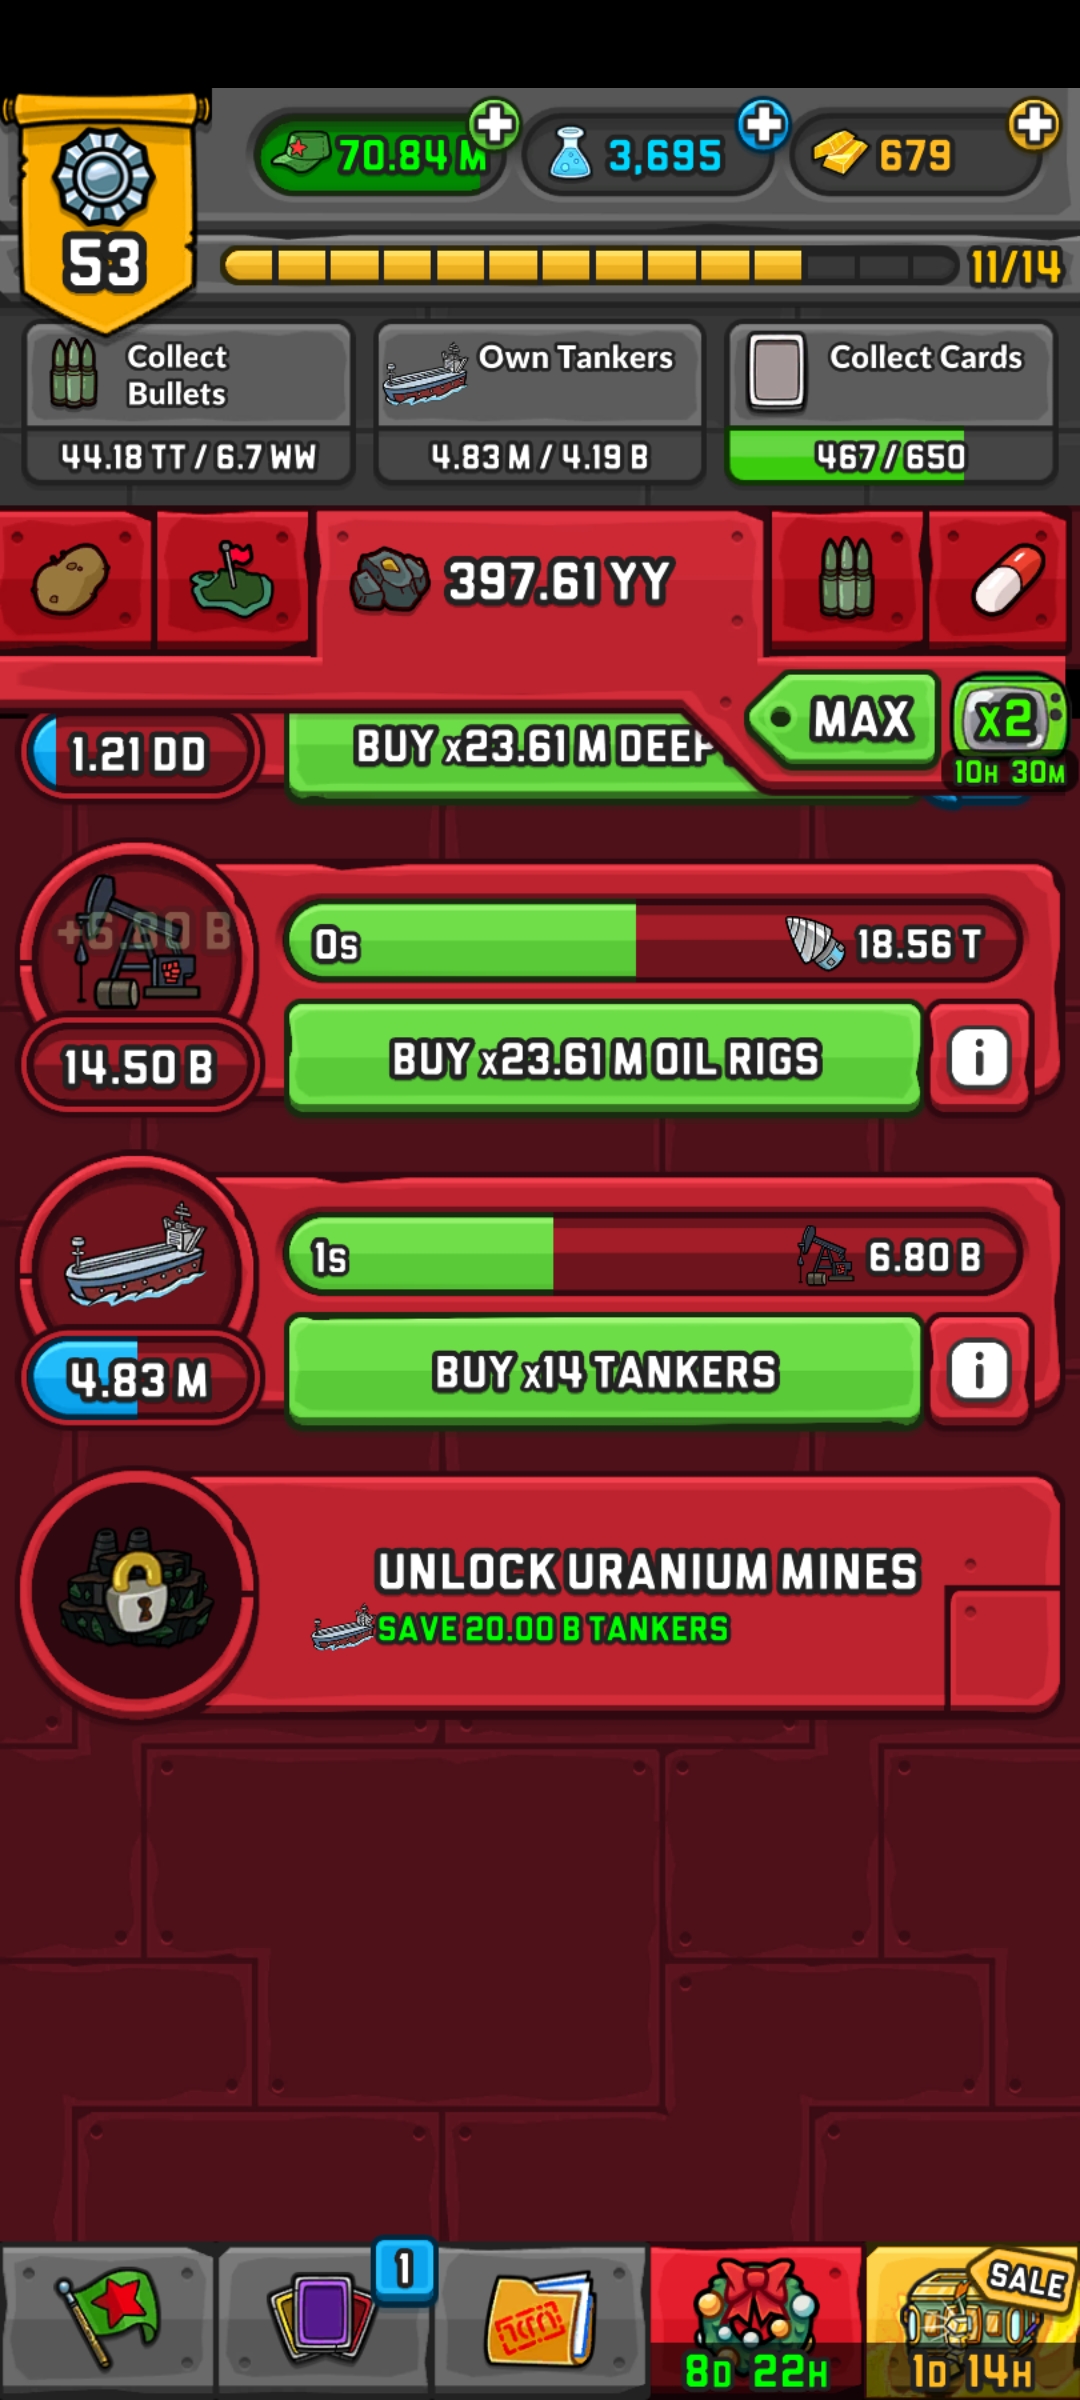 70.84 M
3,695
679
53
11/14
Collect
Bullets
44.18 TT / 6.7 WW
Own Tankers
4.83 M / 4.19 B
Collect Cards
467 / 650
397.61 YY
MAX
x2
10H 30M
1.21 DD
BUY x23.61 M DEEP
+6.80 B
0s
18.56 T
14.50 B
BUY x23.61 M OIL RIGS
i
1s
6.80 B
4.83 M
BUY x14 TANKERS
i
UNLOCK URANIUM MINES
SAVE 20.00 B TANKERS
1
8D 22H
SALE
1D 14H